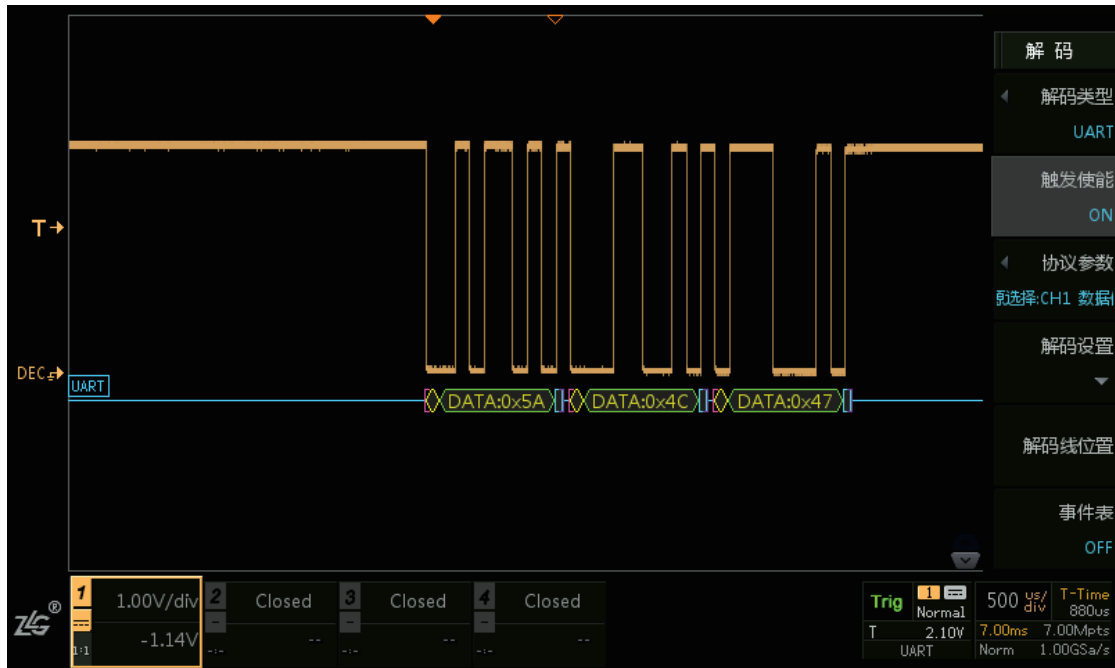 解 码
解码类型
UART
触发使能
ON
协议参数
原选择:CH1 数据
解码设置
解码线位置
事件表
OFF
T
DEC
UART
DATA:0x5A
DATA:0x4C
DATA:0x47
ZLG®
1
1.00V/div
-1.14V
1:1
2
Closed
--
-:-
3
Closed
--
-:-
4
Closed
--
-:-
Trig
1
Normal
T 2.10V
UART
500 us/div
T-Time
880us
7.00ms 7.00Mpts
Norm 1.00GSa/s